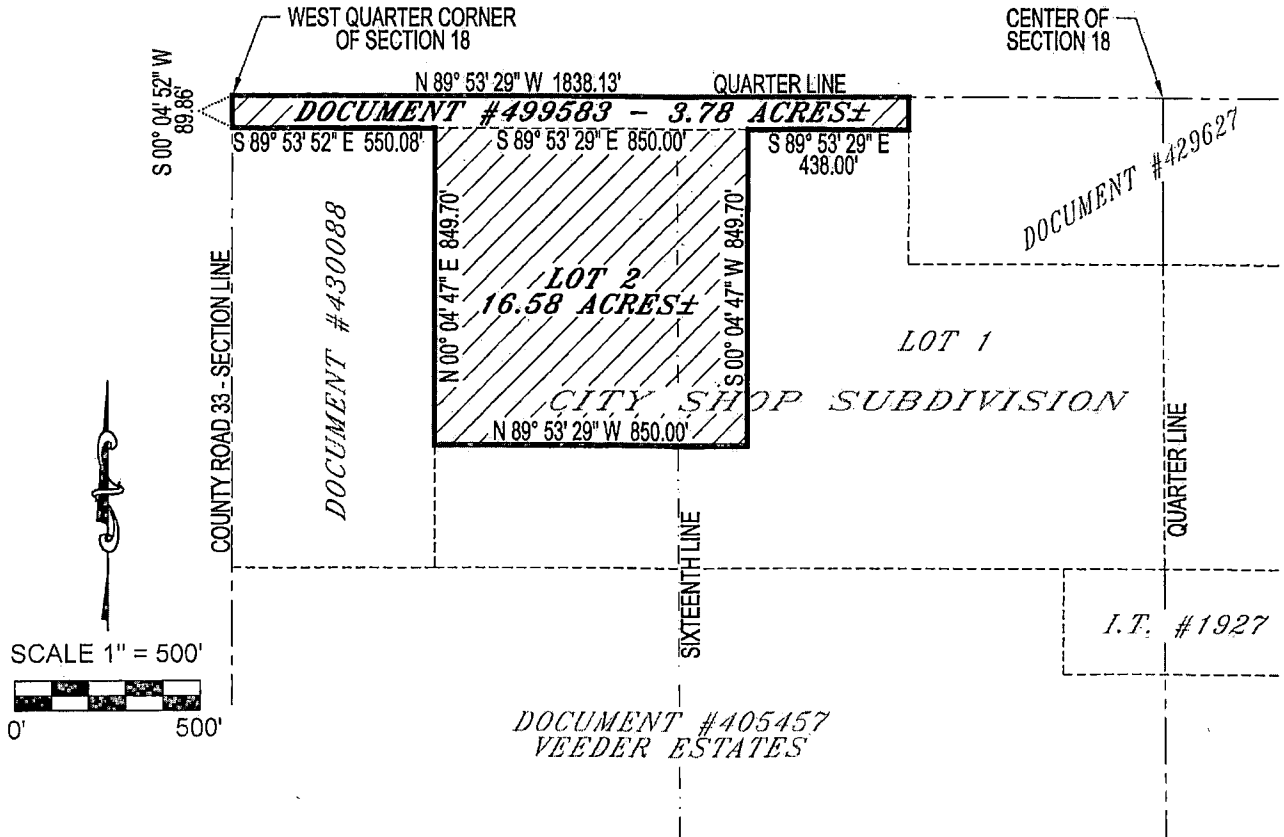 WEST QUARTER CORNER
OF SECTION 18
CENTER OF
SECTION 18
S 00° 04' 52" W
89.86'
N 89° 53' 29" W 1838.13'
QUARTER LINE
DOCUMENT #499583 - 3.78 ACRES±
S 89° 53' 52" E 550.08'
S 89° 53' 29" E 850.00'
S 89° 53' 29" E
438.00'
DOCUMENT #429627
COUNTY ROAD 33 - SECTION LINE
DOCUMENT #430088
N 00° 04' 47" E 849.70'
LOT 2
16.58 ACRES±
S 00° 04' 47" W 849.70'
LOT 1
CITY SHOP SUBDIVISION
N 89° 53' 29" W 850.00'
QUARTER LINE
SIXTEENTH LINE
I.T. #1927
SCALE 1" = 500'
0' 500'
DOCUMENT #405457
VEEDER ESTATES